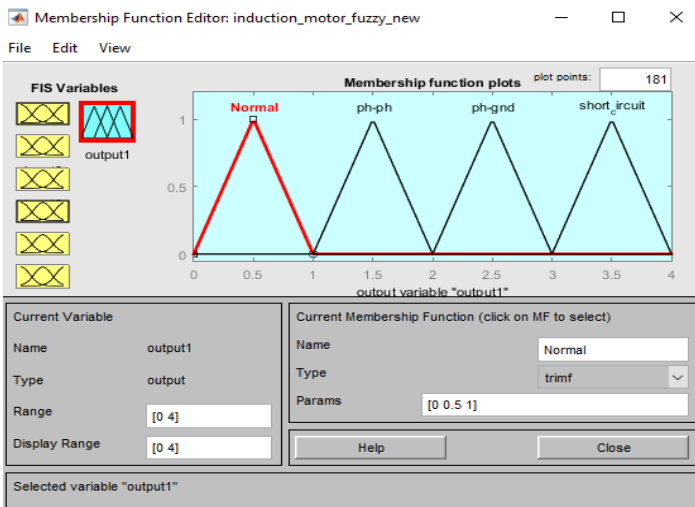 Membership Function Editor: induction_motor_fuzzy_new
File Edit View
FIS Variables
output1
Membership function plots
plot points:
181
Normal
ph-ph
ph-gnd
short_circuit
1
0.5
0
0 0.5 1 1.5 2 2.5 3 3.5 4
output variable "output1"
Current Variable
Name output1
Type output
Range [0 4]
Display Range [0 4]
Current Membership Function (click on MF to select)
Name Normal
Type trimf
Params [0 0.5 1]
Help Close
Selected variable "output1"